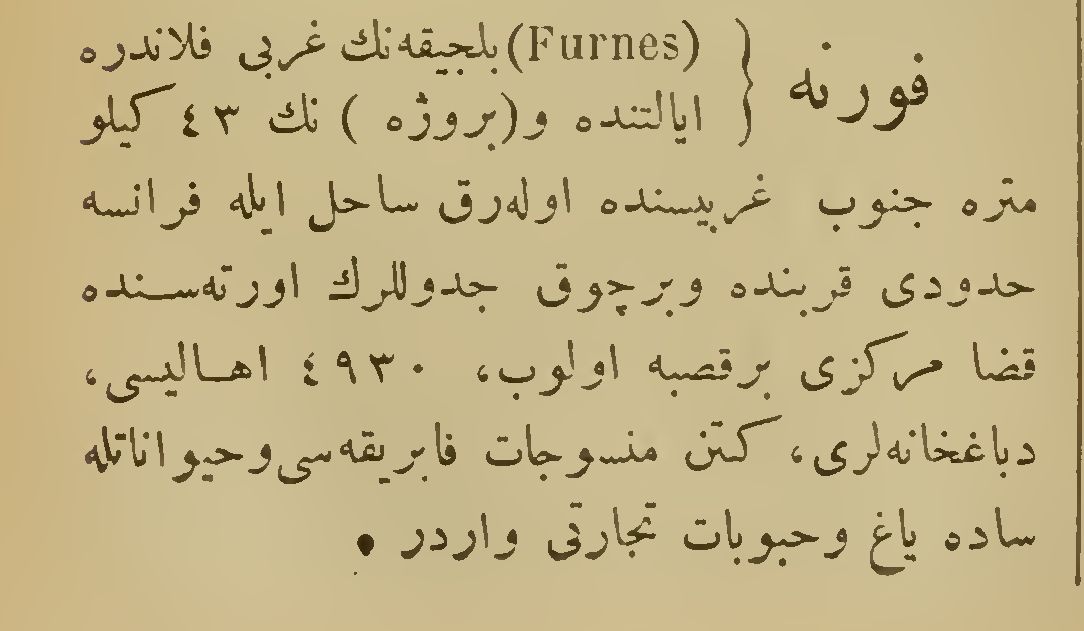 فورنه { (Furnes) بلجیقه‌نك غربی فلاندره
ایالتنده و(بروژه ) نك ٤٣ كیلو
متره جنوب غربیسنده اوله‌رق ساحل ایله فرانسه
حدودی قربنده وبرچوق جدوللرك اورته‌سنده
قضا مركزی برقصبه اولوب، ٤٩٣٠ اهالیسی،
دباغخانه‌لری، كتن منسوجات فابریقه‌سی وحیواناتله
ساده یاغ وحبوبات تجارتی واردر .